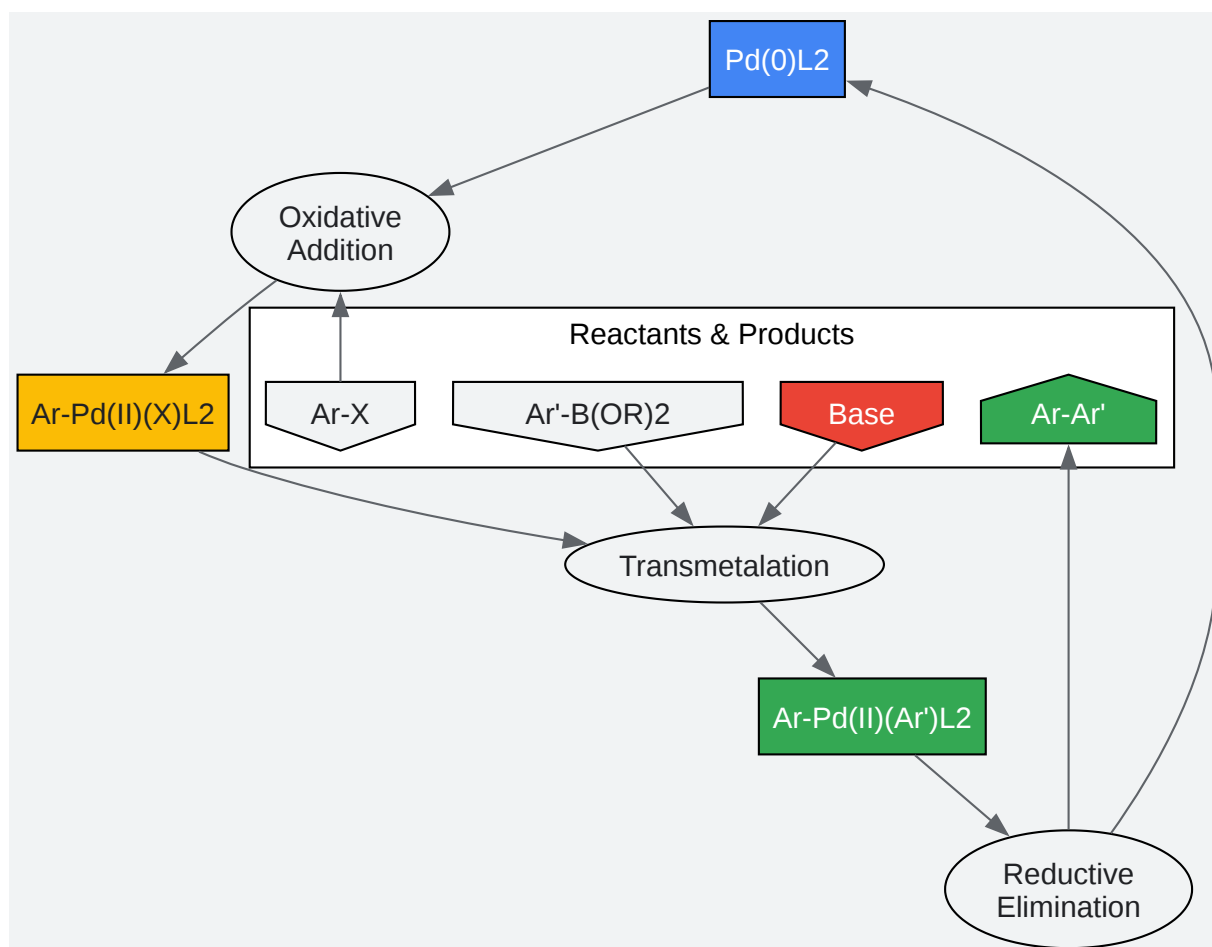 Pd(0)L2
Oxidative
Addition
Reactants & Products
Ar-Pd(II)(X)L2
Ar-X
Ar'-B(OR)2
Base
Ar-Ar'
Transmetalation
Ar-Pd(II)(Ar')L2
Reductive
Elimination